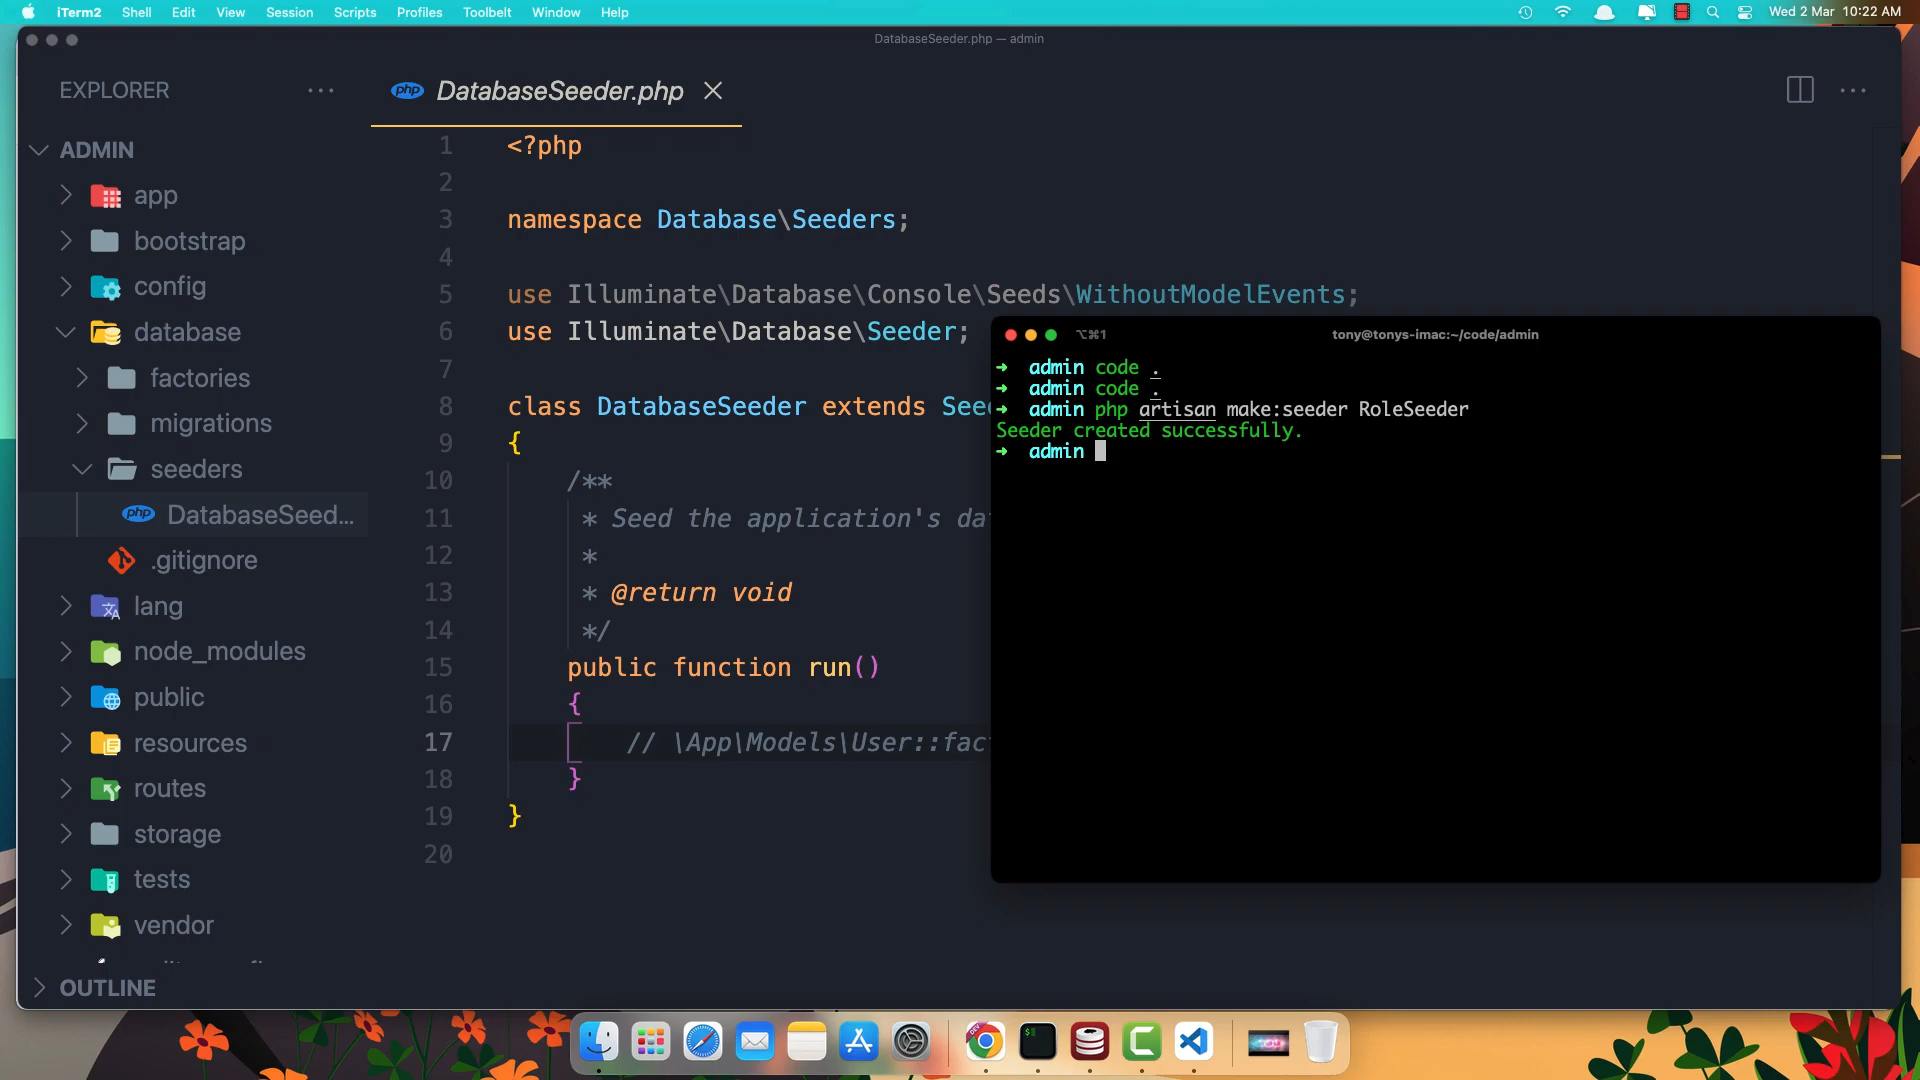 iTerm2 Shell Edit View Session Scripts Profiles Toolbelt Window Help Wed 2 Mar 10:22 AM
DatabaseSeeder.php — admin
EXPLORER ···
php DatabaseSeeder.php
ADMIN
app
bootstrap
config
database
factories
migrations
seeders
php DatabaseSeed...
.gitignore
lang
node_modules
public
resources
routes
storage
tests
vendor
OUTLINE
1 <?php
2
3 namespace Database\Seeders;
4
5 use Illuminate\Database\Console\Seeds\WithoutModelEvents;
6 use Illuminate\Database\Seeder;
7
8 class DatabaseSeeder extends See
9 {
10 /**
11 * Seed the application's da
12 *
13 * @return void
14 */
15 public function run()
16 {
17 // \App\Models\User::fac
18 }
19 }
20
⌥⌘1 tony@tonys-imac:~/code/admin
➜ admin code .
➜ admin code .
➜ admin php artisan make:seeder RoleSeeder
Seeder created successfully.
➜ admin
DEV